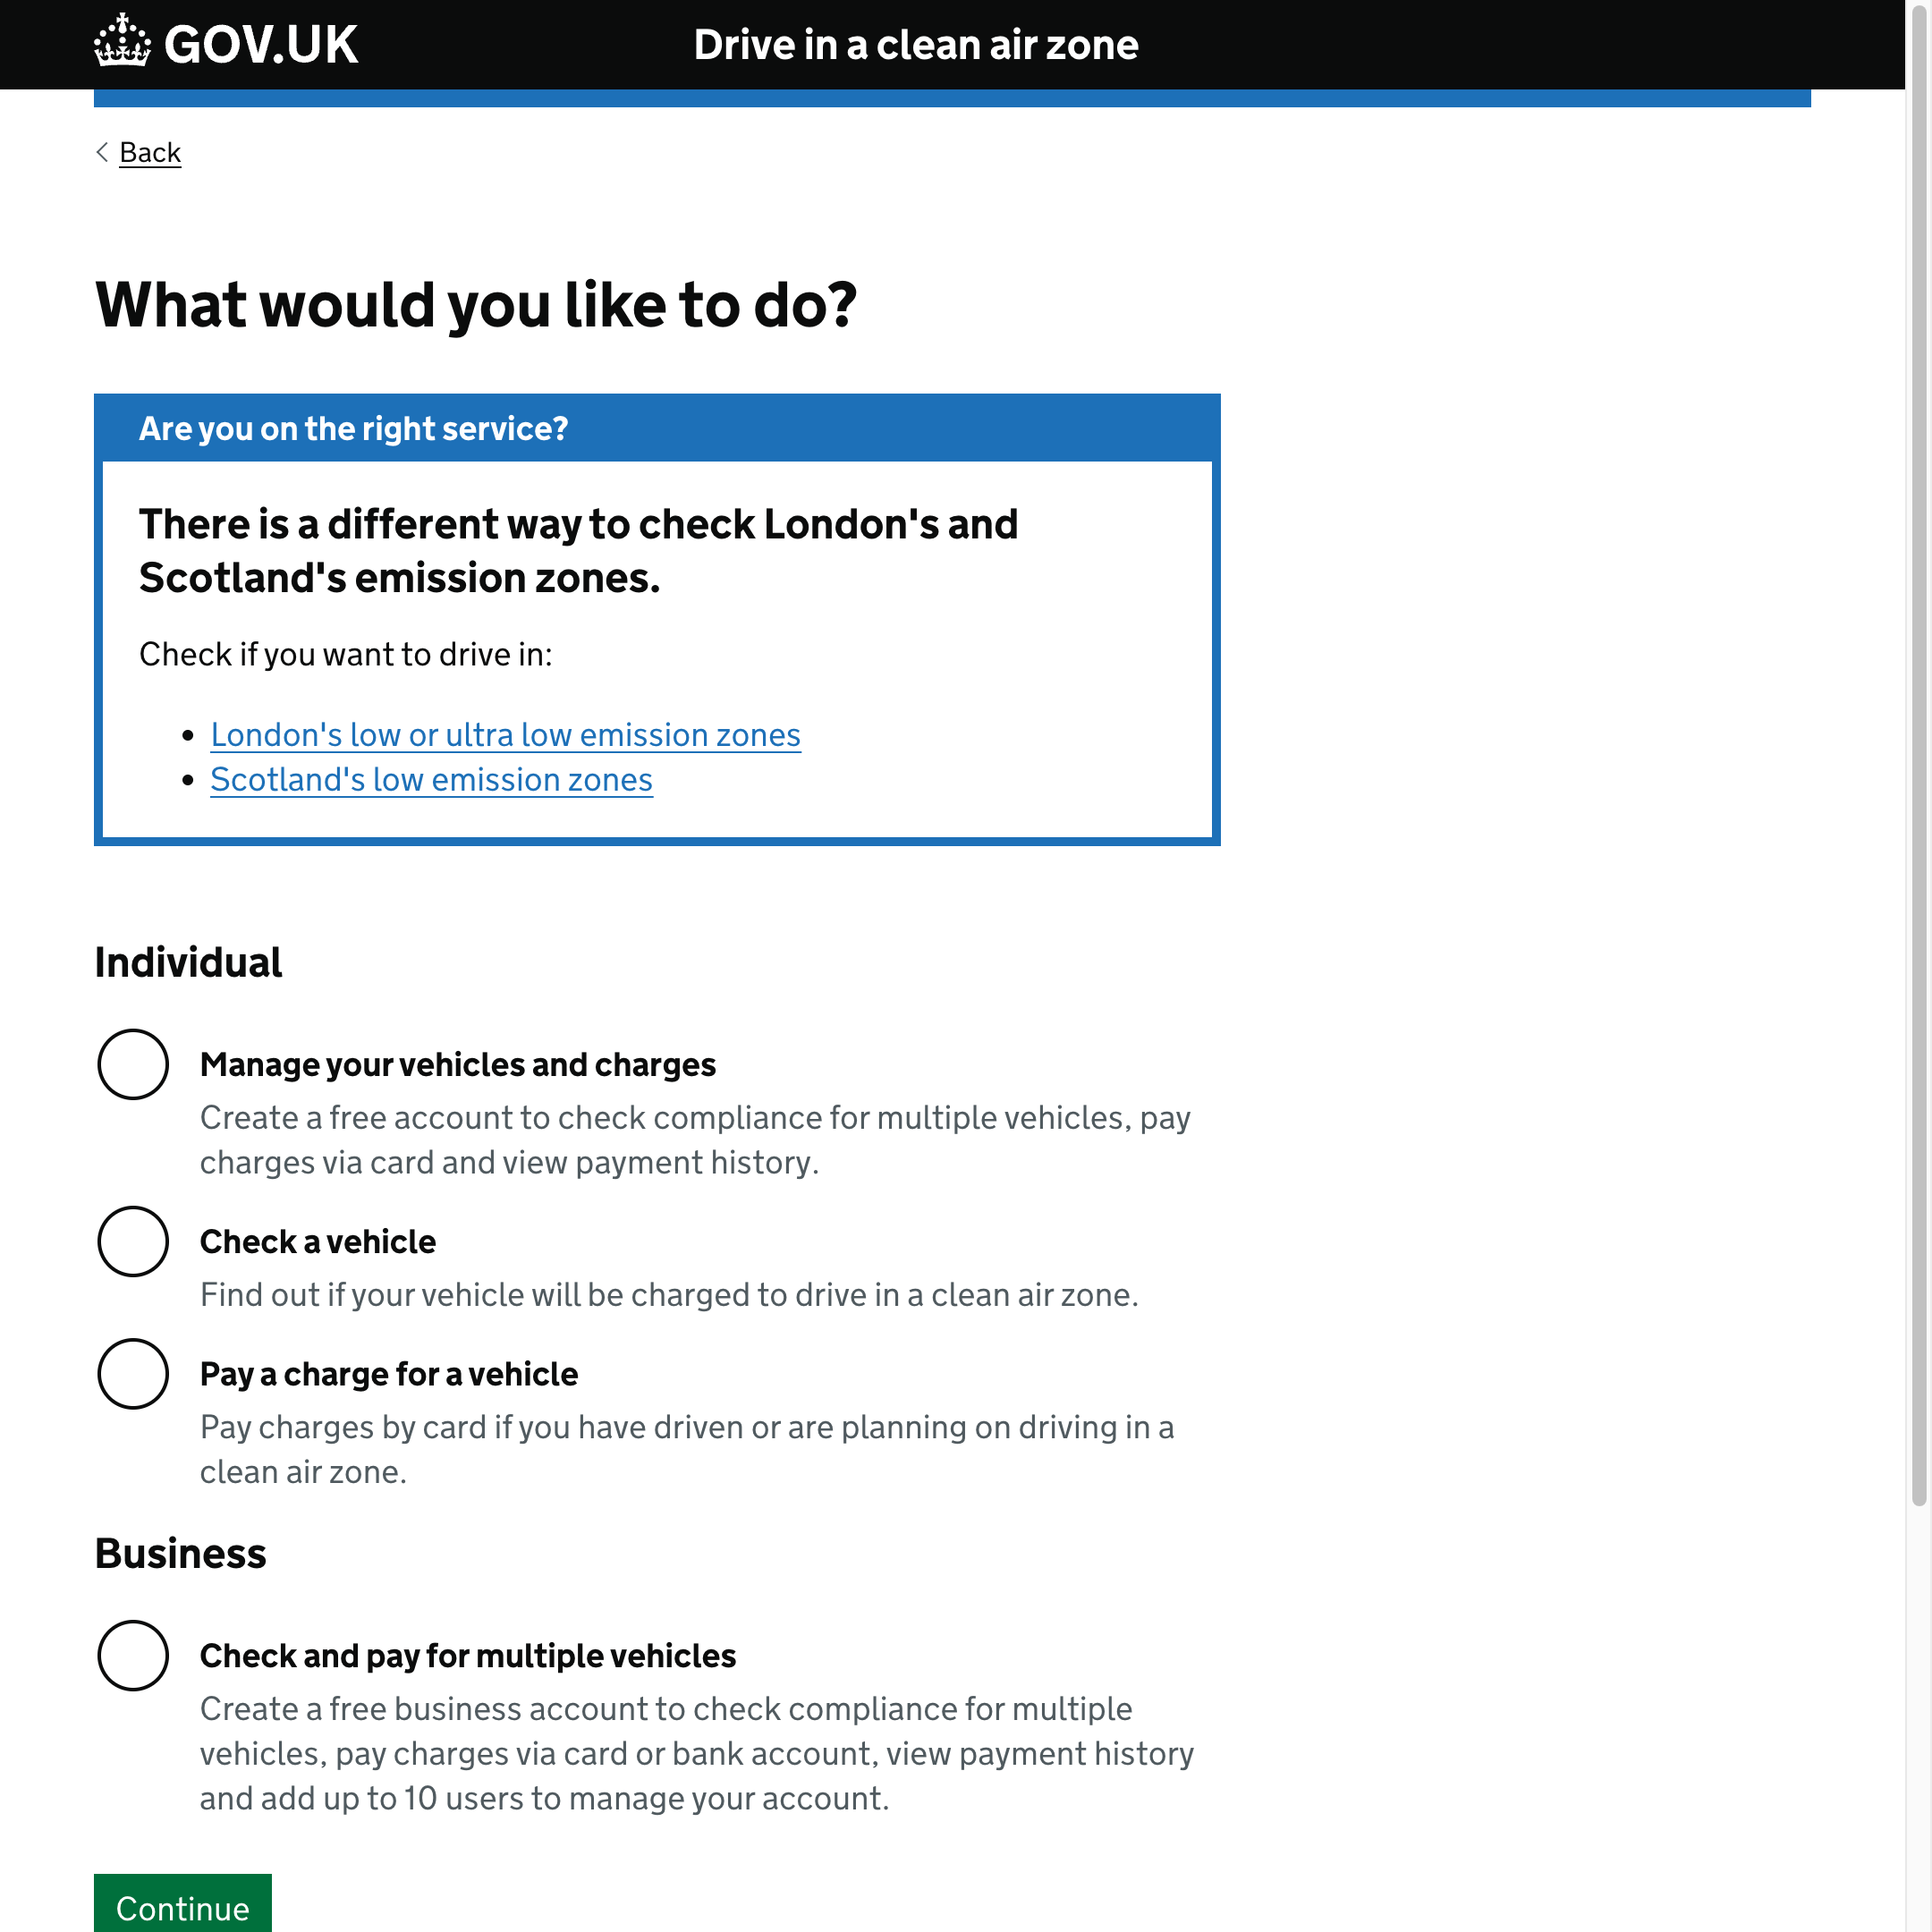 GOV.UK
Drive in a clean air zone
Back
What would you like to do?
Are you on the right service?
There is a different way to check London's and
Scotland's emission zones.
Check if you want to drive in:
London's low or ultra low emission zones
Scotland's low emission zones
Individual
Manage your vehicles and charges
Create a free account to check compliance for multiple vehicles, pay
charges via card and view payment history.
Check a vehicle
Find out if your vehicle will be charged to drive in a clean air zone.
Pay a charge for a vehicle
Pay charges by card if you have driven or are planning on driving in a
clean air zone.
Business
Check and pay for multiple vehicles
Create a free business account to check compliance for multiple
vehicles, pay charges via card or bank account, view payment history
and add up to 10 users to manage your account.
Continue